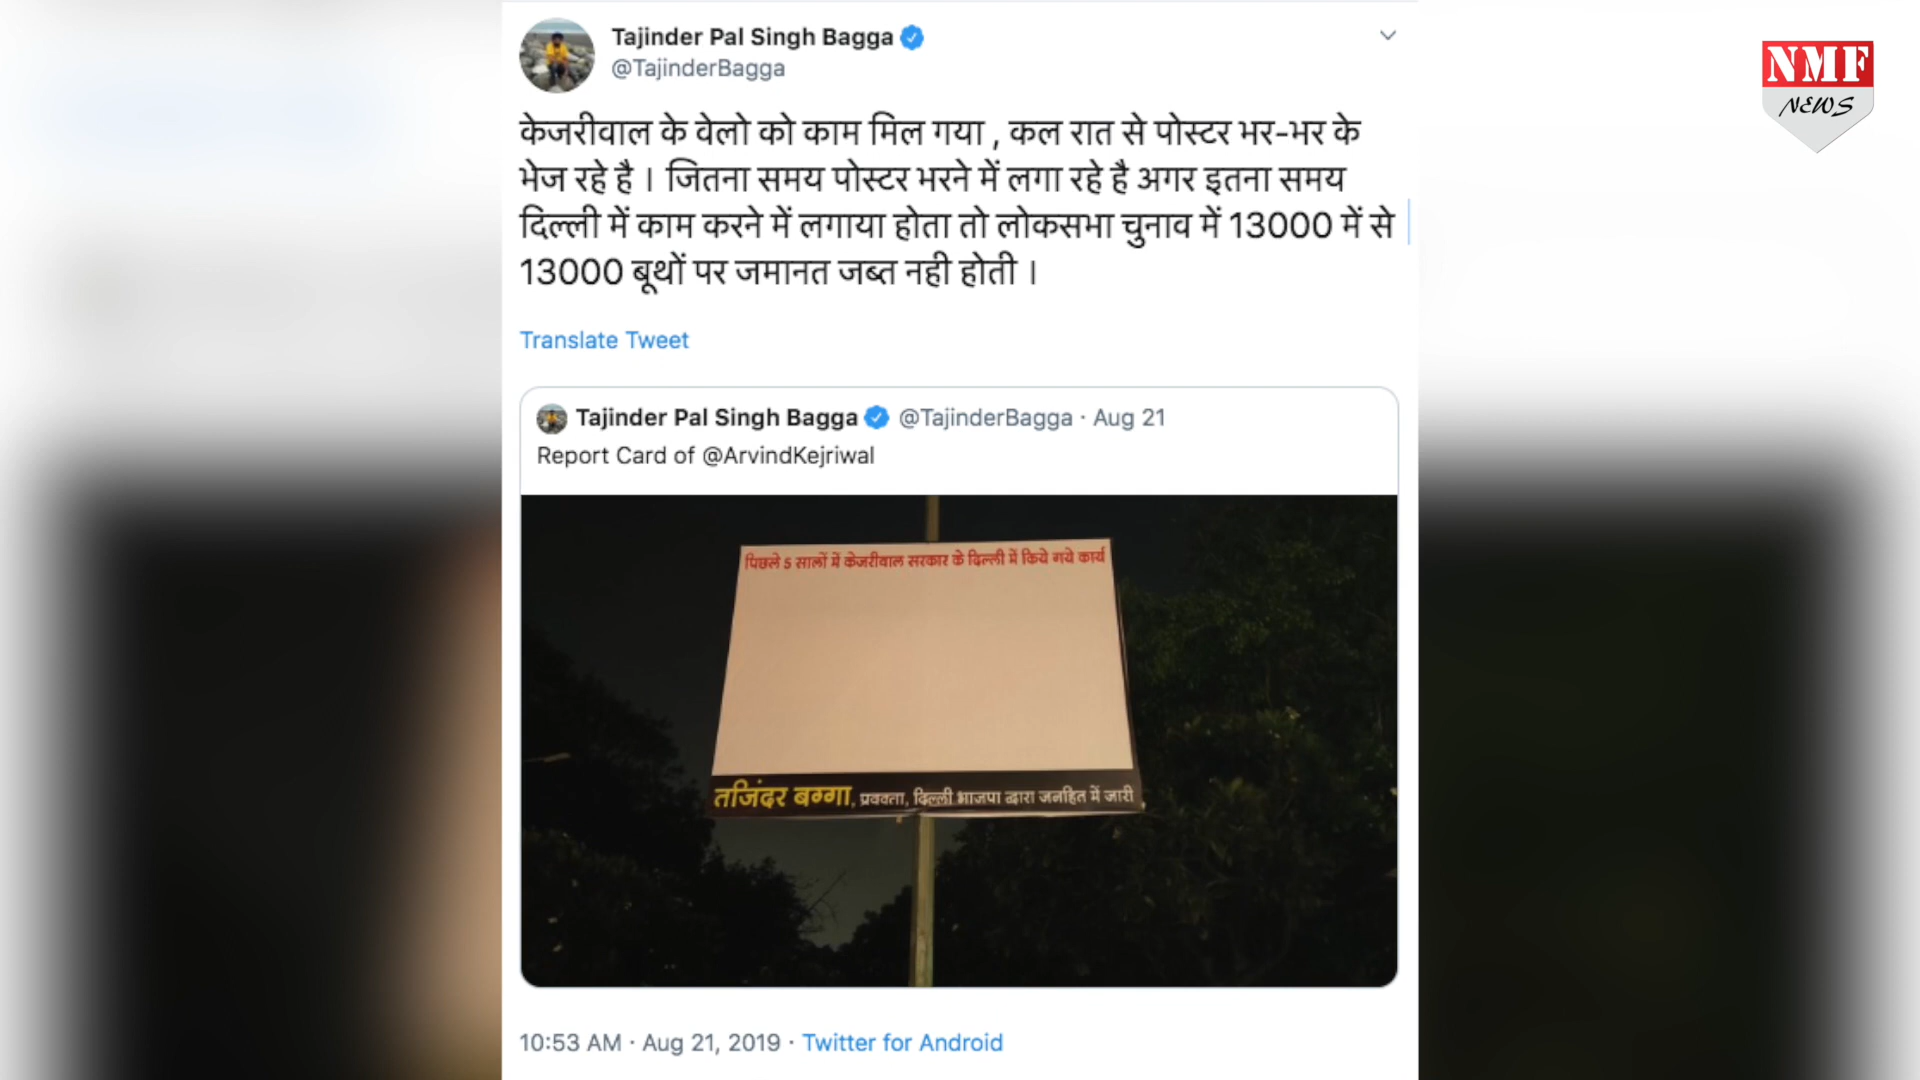 Tajinder Pal Singh Bagga
@TajinderBagga
NMF
NEWS
केजरीवाल के वेलो को काम मिल गया , कल रात से पोस्टर भर-भर के
भेज रहे है । जितना समय पोस्टर भरने में लगा रहे है अगर इतना समय
दिल्ली में काम करने में लगाया होता तो लोकसभा चुनाव में 13000 में से
13000 बूथों पर जमानत जब्त नही होती ।
Translate Tweet
Tajinder Pal Singh Bagga @TajinderBagga · Aug 21
Report Card of @ArvindKejriwal
पिछले 5 सालों में केजरीवाल सरकार के दिल्ली में किये गये कार्य
तजिंदर बग्गा, प्रवक्ता, दिल्ली भाजपा द्वारा जनहित में जारी
10:53 AM · Aug 21, 2019 · Twitter for Android